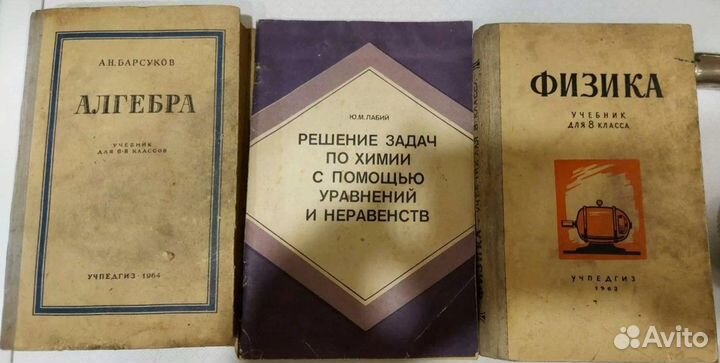 А.Н.БАРСУКОВ
АЛГЕБРА
УЧЕБНИК
ДЛЯ 6-8 КЛАССОВ
УЧПЕДГИЗ · 1964
Ю.М.ЛАБИЙ
РЕШЕНИЕ ЗАДАЧ
ПО ХИМИИ
С ПОМОЩЬЮ
УРАВНЕНИЙ
И НЕРАВЕНСТВ
ФИЗИКА
УЧЕБНИК
ДЛЯ 8 КЛАССА
УЧПЕДГИЗ
1963
ФИЗИКА
Avito